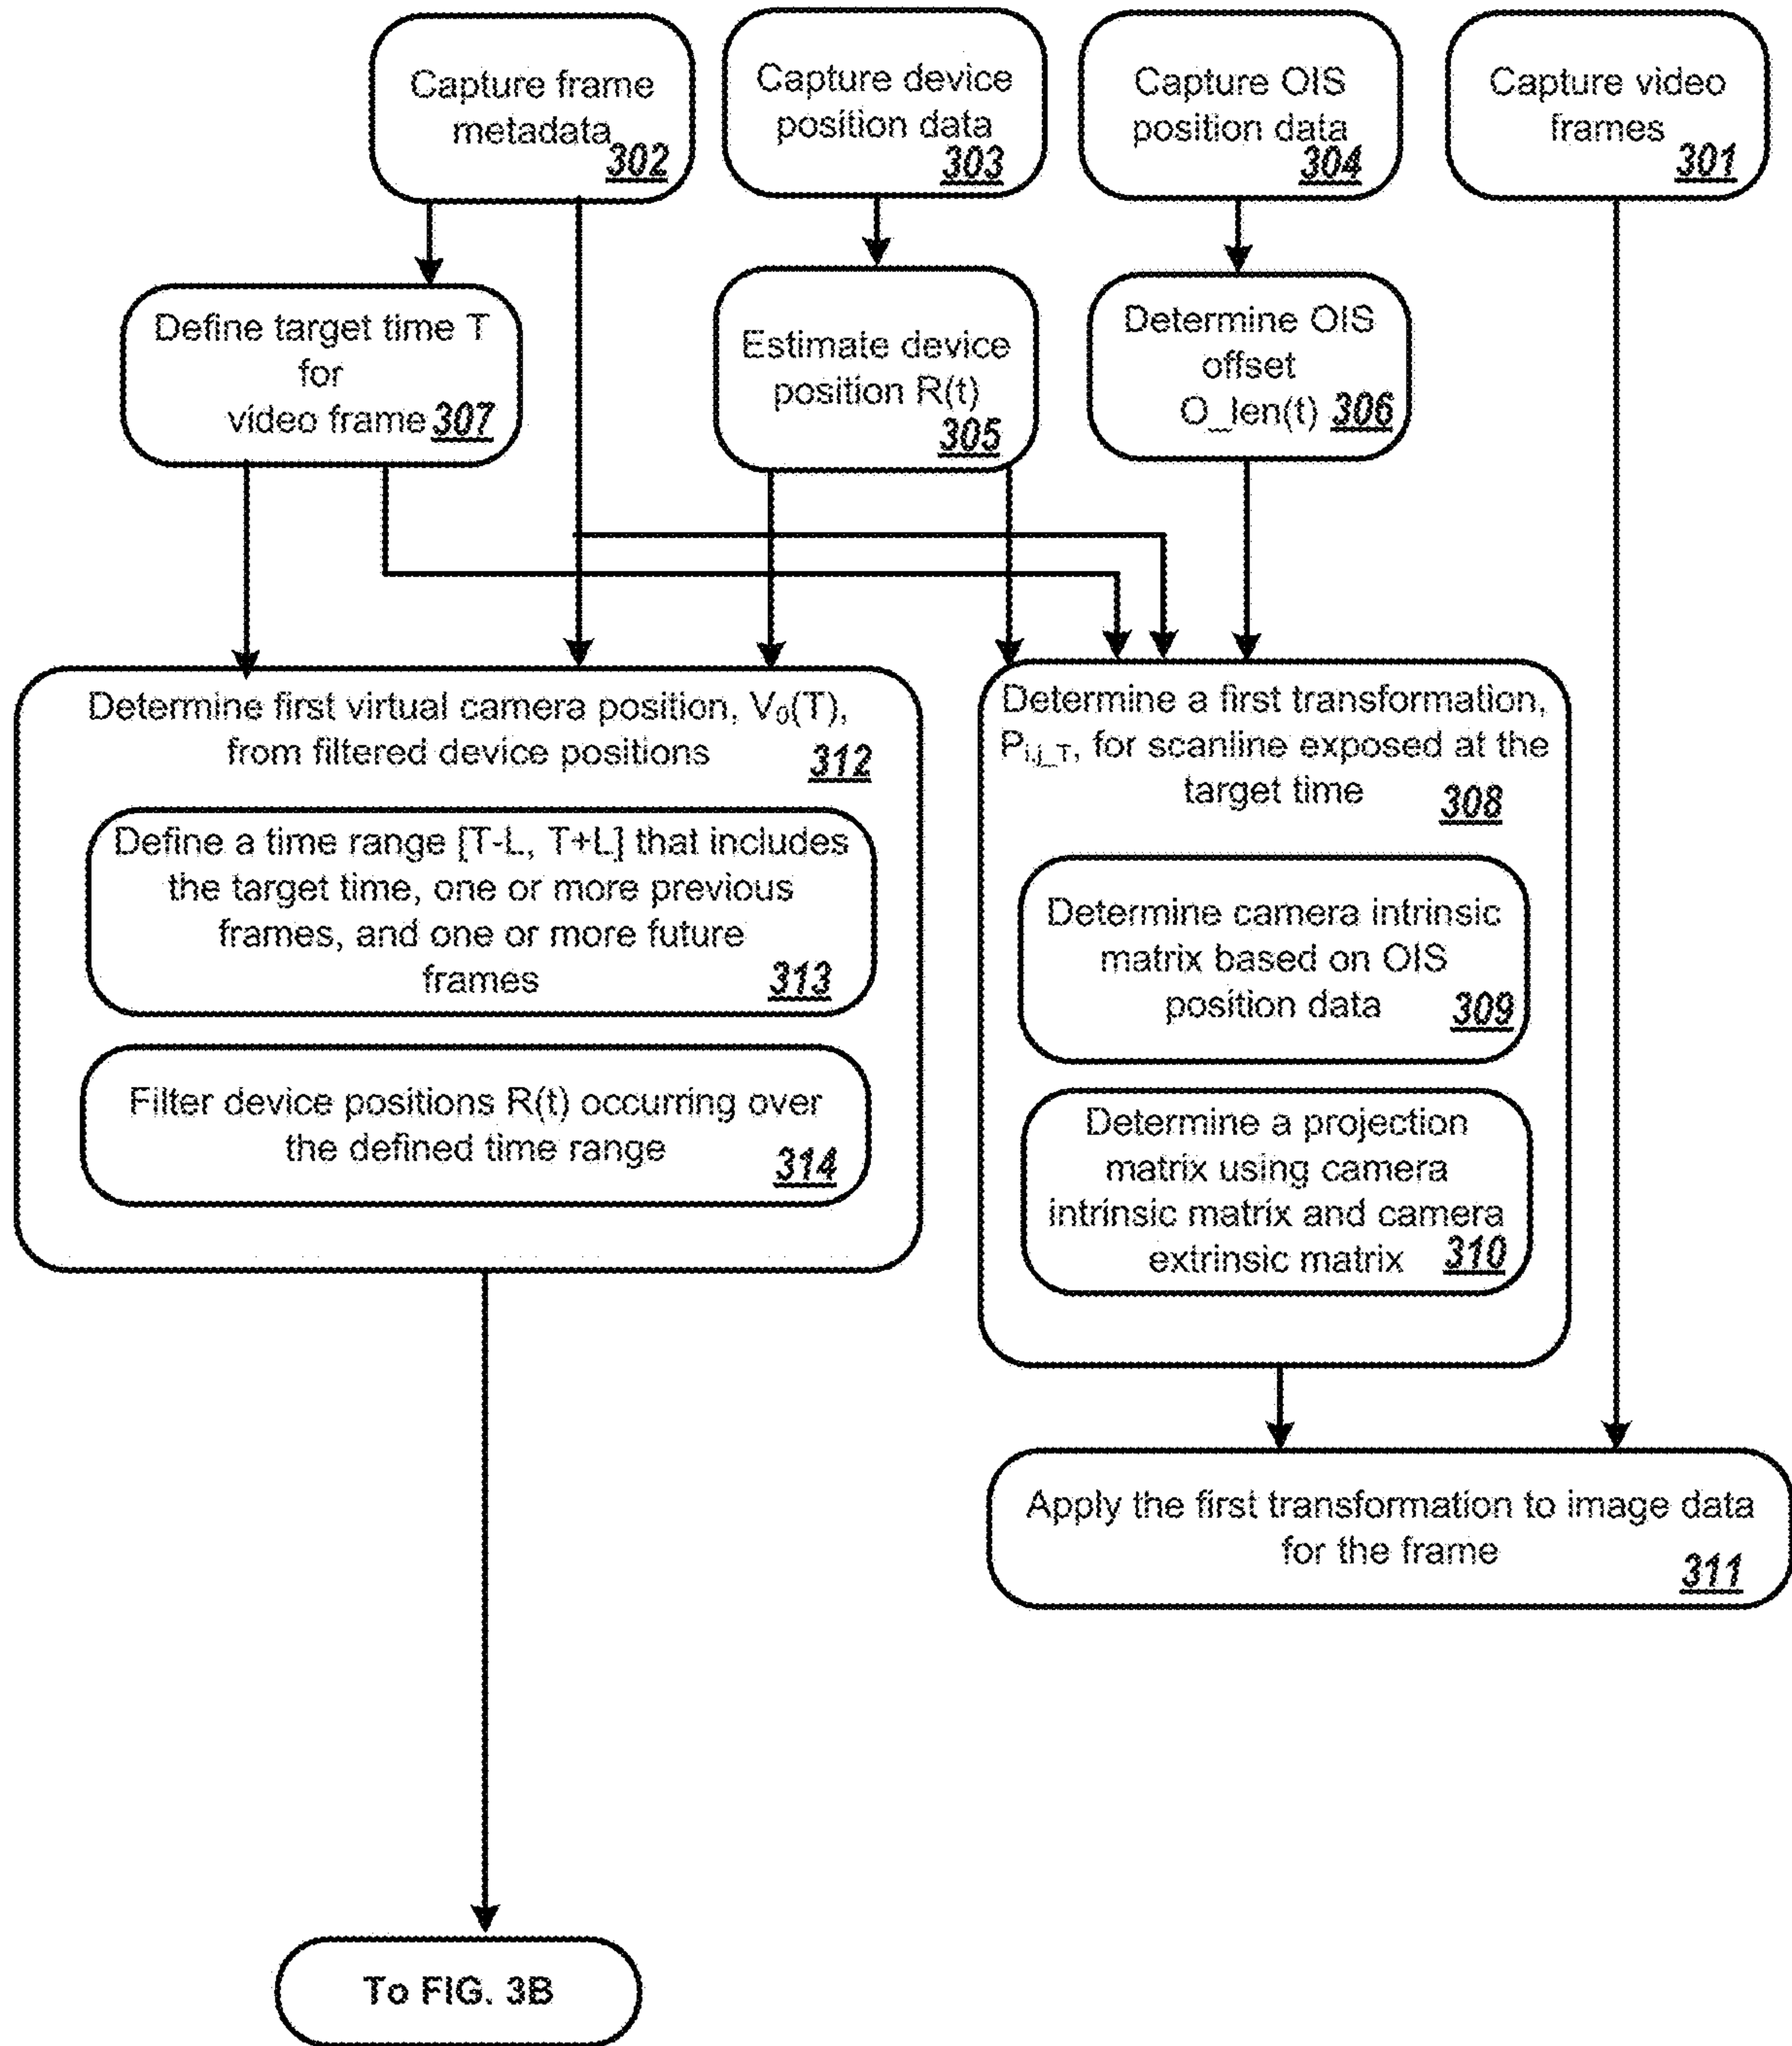 Capture frame
metadata
302
Capture device
position data
303
Capture OIS
position data
304
Capture video
frames
301
Define target time T
for
video frame 307
Estimate device
position R(t)
305
Determine OIS
offset
O_len(t) 306
Determine first virtual camera position, V₀(T),
from filtered device positions
312
Define a time range [T-L, T+L] that includes
the target time, one or more previous
frames, and one or more future
frames
313
Filter device positions R(t) occurring over
the defined time range
314
Determine a first transformation,
P_{i,j_T}, for scanline exposed at the
target time
308
Determine camera intrinsic
matrix based on OIS
position data
309
Determine a projection
matrix using camera
intrinsic matrix and camera
extrinsic matrix 310
Apply the first transformation to image data
for the frame
311
To FIG. 3B